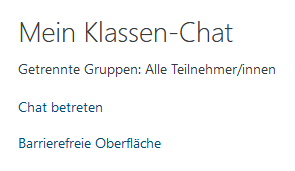 Mein Klassen-Chat
Getrennte Gruppen: Alle Teilnehmer/innen
Chat betreten
Barrierefreie Oberfläche